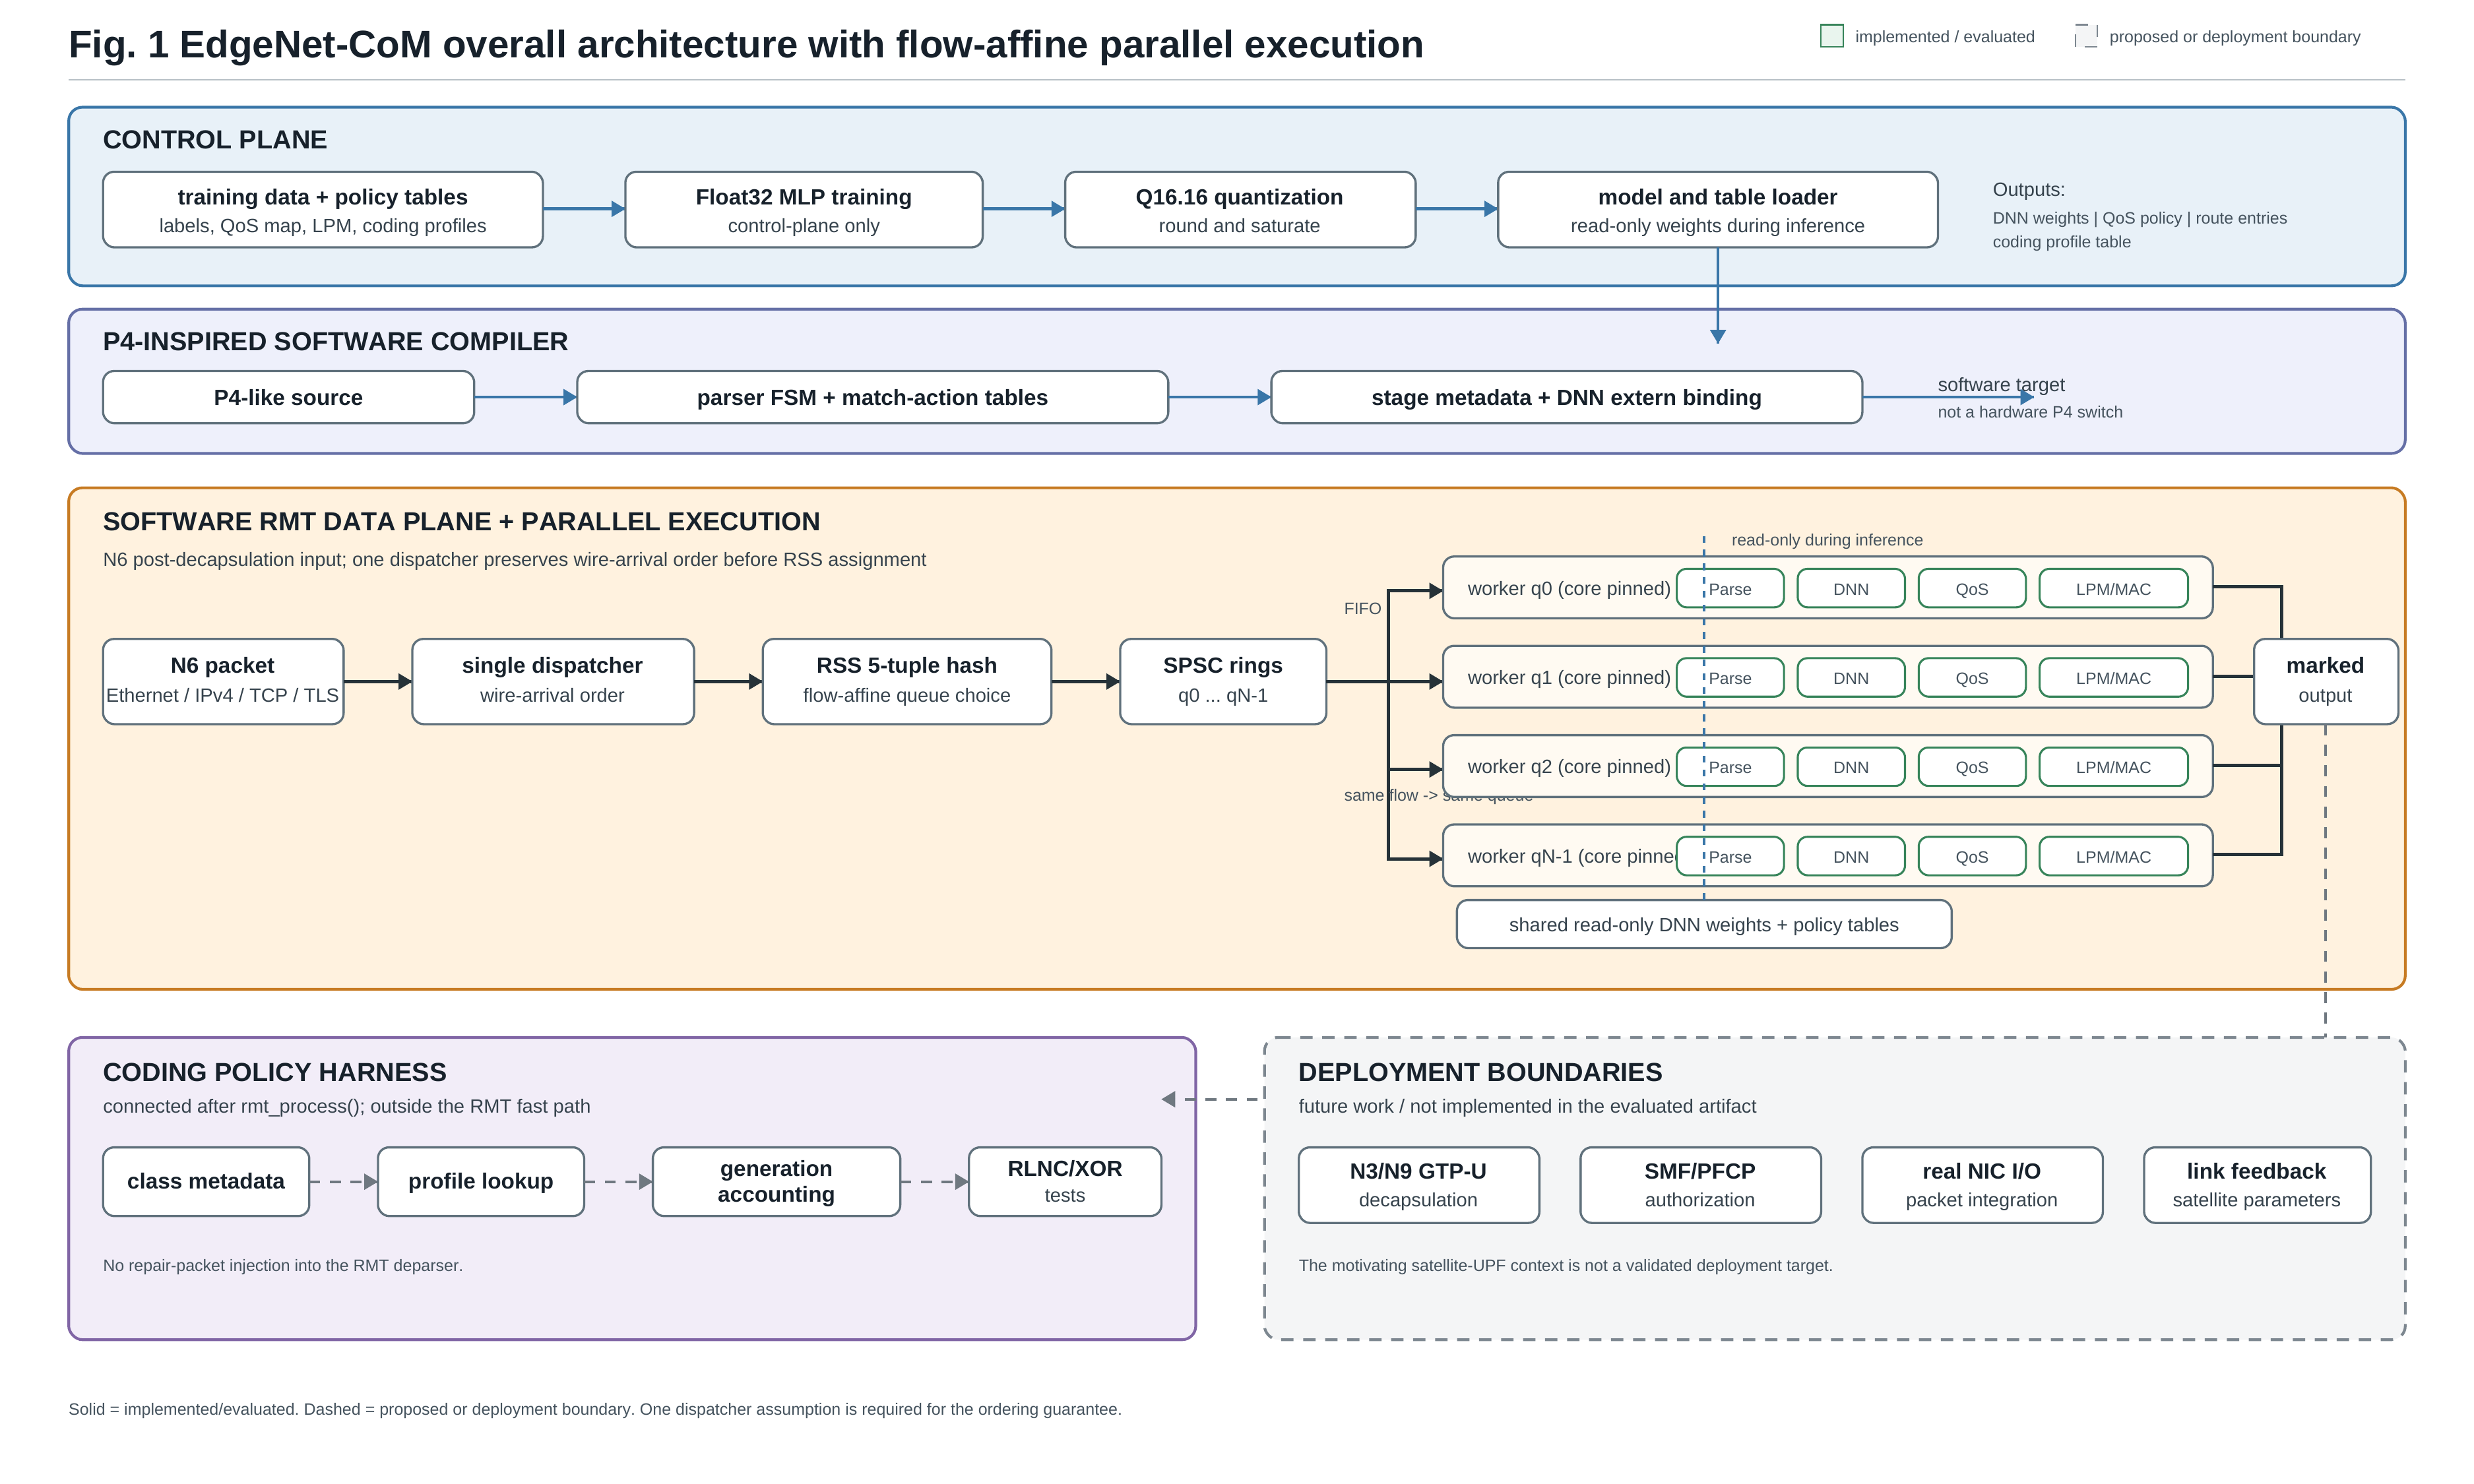 Fig. 1 EdgeNet-CoM overall architecture with flow-affine parallel execution
implemented / evaluated
proposed or deployment boundary
CONTROL PLANE
training data + policy tables
labels, QoS map, LPM, coding profiles
Float32 MLP training
control-plane only
Q16.16 quantization
round and saturate
model and table loader
read-only weights during inference
Outputs:
DNN weights | QoS policy | route entries
coding profile table
P4-INSPIRED SOFTWARE COMPILER
P4-like source
parser FSM + match-action tables
stage metadata + DNN extern binding
software target
not a hardware P4 switch
SOFTWARE RMT DATA PLANE + PARALLEL EXECUTION
N6 post-decapsulation input; one dispatcher preserves wire-arrival order before RSS assignment
read-only during inference
N6 packet
Ethernet / IPv4 / TCP / TLS
single dispatcher
wire-arrival order
RSS 5-tuple hash
flow-affine queue choice
SPSC rings
q0 ... qN-1
FIFO
worker q0 (core pinned)
Parse
DNN
QoS
LPM/MAC
worker q1 (core pinned)
Parse
DNN
QoS
LPM/MAC
worker q2 (core pinned)
Parse
DNN
QoS
LPM/MAC
same flow -> same queue
worker qN-1 (core pinned
Parse
DNN
QoS
LPM/MAC
marked
output
shared read-only DNN weights + policy tables
CODING POLICY HARNESS
connected after rmt_process(); outside the RMT fast path
class metadata
profile lookup
generation
accounting
RLNC/XOR
tests
No repair-packet injection into the RMT deparser.
DEPLOYMENT BOUNDARIES
future work / not implemented in the evaluated artifact
N3/N9 GTP-U
decapsulation
SMF/PFCP
authorization
real NIC I/O
packet integration
link feedback
satellite parameters
The motivating satellite-UPF context is not a validated deployment target.
Solid = implemented/evaluated. Dashed = proposed or deployment boundary. One dispatcher assumption is required for the ordering guarantee.